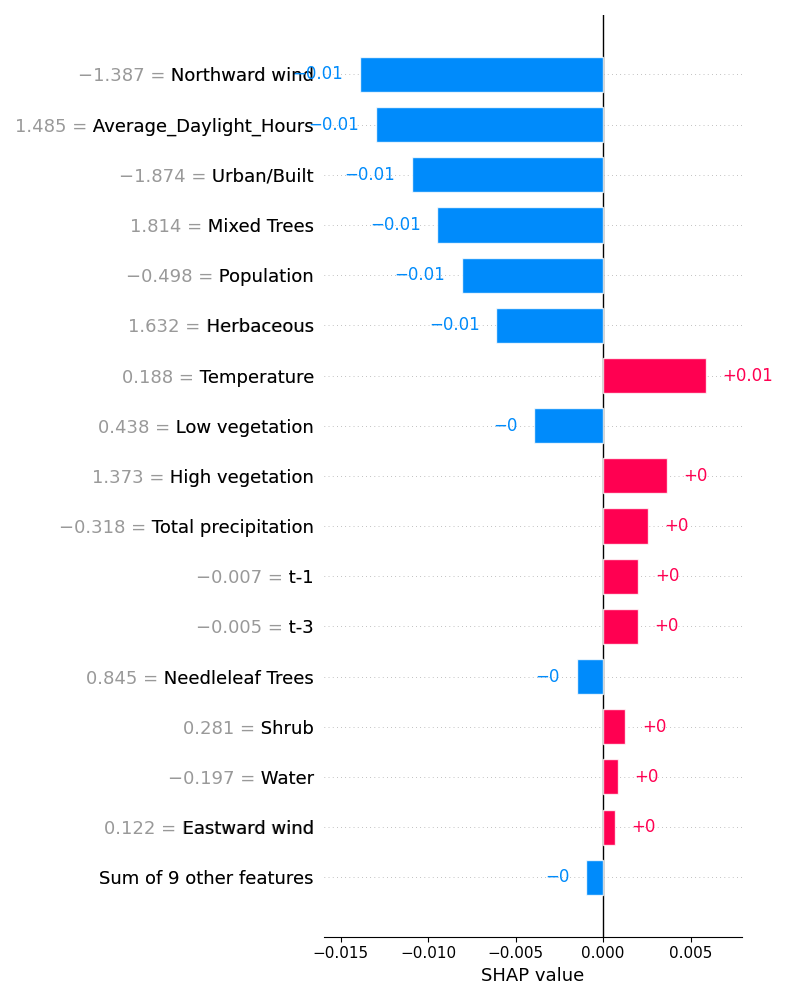 −1.387 = Northward wind −0.01
1.485 = Average_Daylight_Hours −0.01
−1.874 = Urban/Built −0.01
1.814 = Mixed Trees −0.01
−0.498 = Population −0.01
1.632 = Herbaceous −0.01
0.188 = Temperature +0.01
0.438 = Low vegetation −0
1.373 = High vegetation +0
−0.318 = Total precipitation +0
−0.007 = t-1 +0
−0.005 = t-3 +0
0.845 = Needleleaf Trees −0
0.281 = Shrub +0
−0.197 = Water +0
0.122 = Eastward wind +0
Sum of 9 other features −0
−0.015 −0.010 −0.005 0.000 0.005
SHAP value